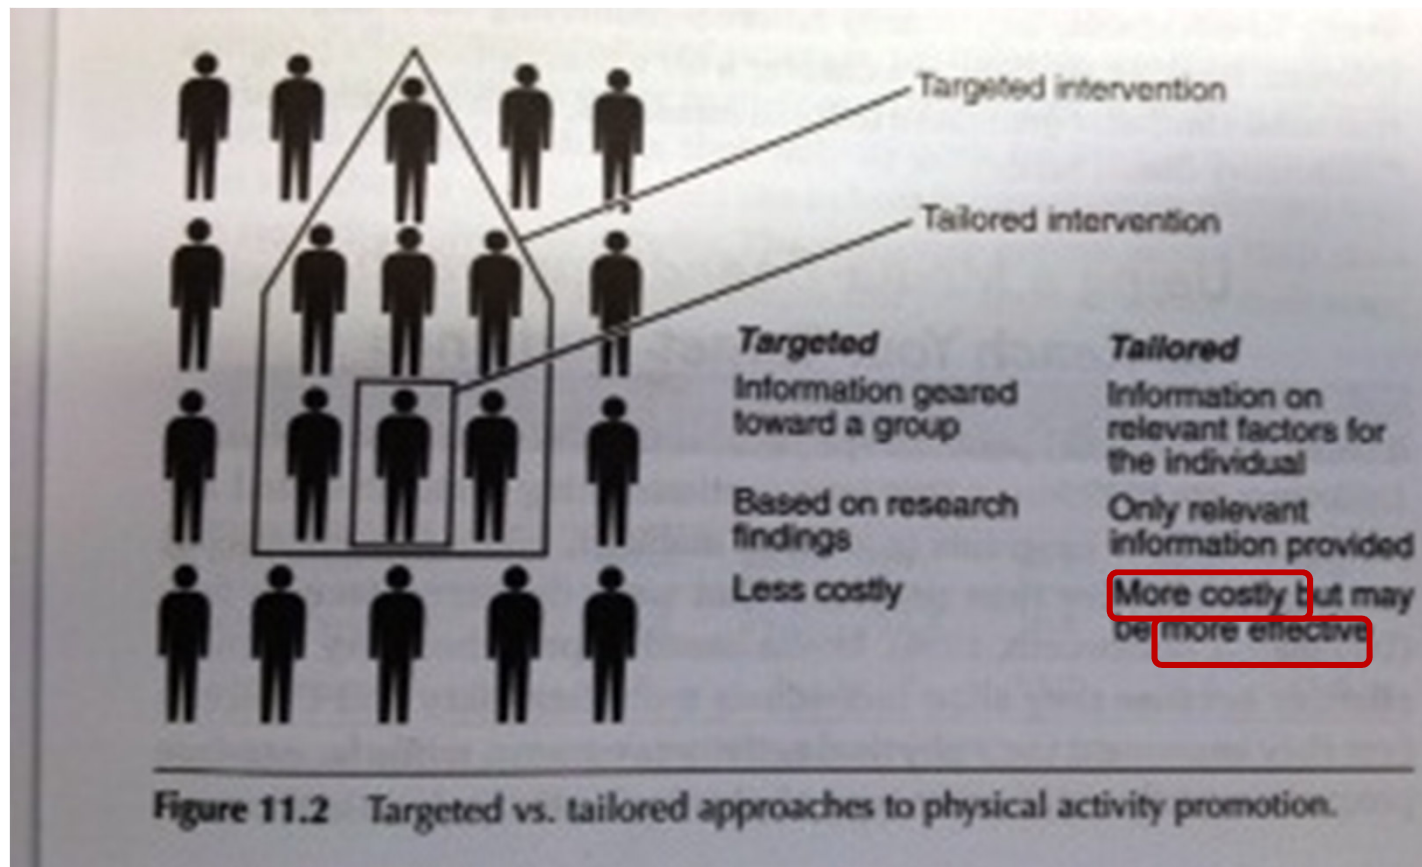 Targeted intervention
Tailored intervention
Targeted
Information geared
toward a group
Based on research
findings
Less costly
Tailored
Information on
relevant factors for
the individual
Only relevant
information provided
More costly but may
be more effective
Figure 11.2 Targeted vs. tailored approaches to physical activity promotion.